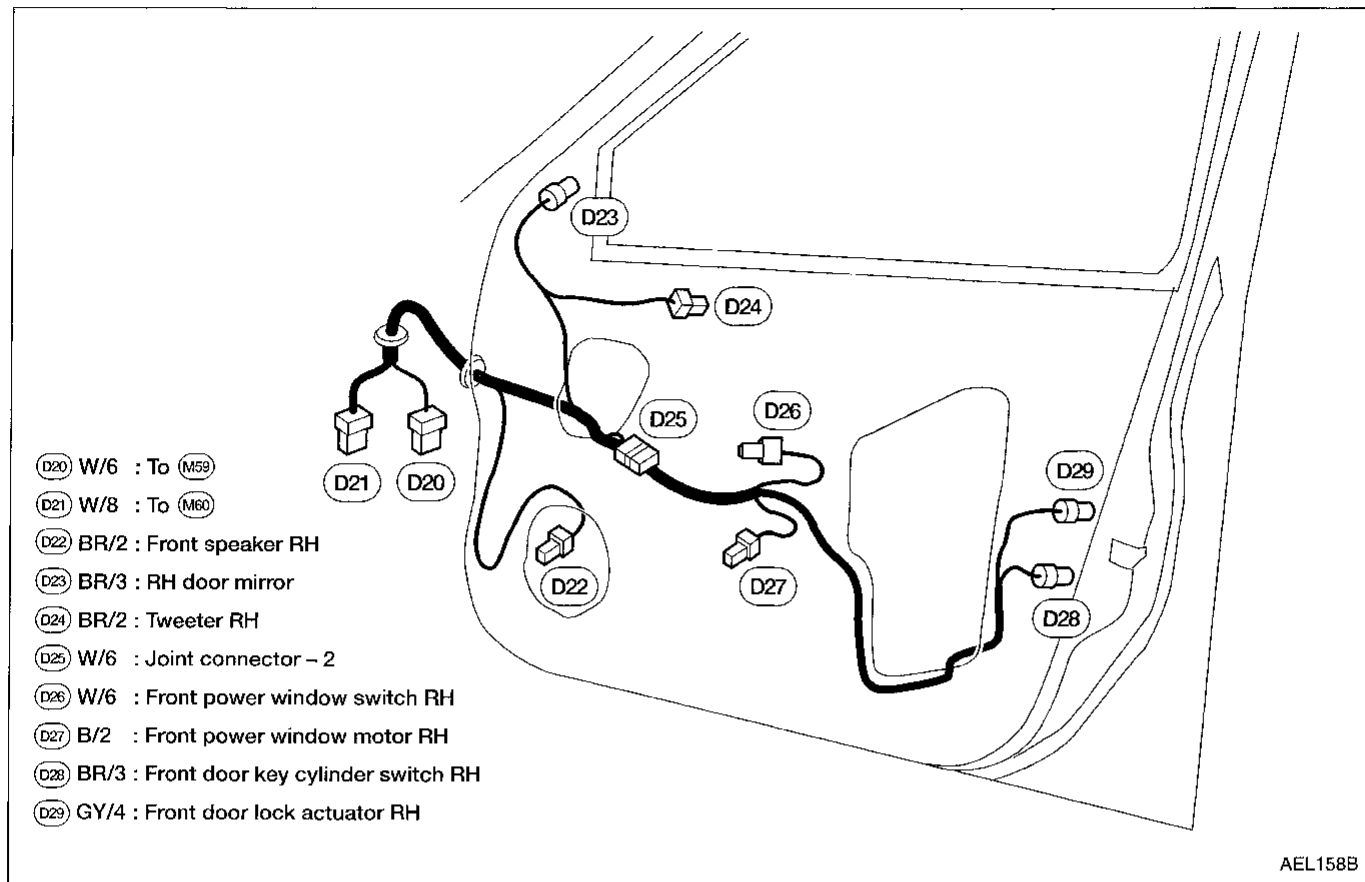 D23
D24
D25
D26
D29
D21
D20
D22
D27
D28
D20 W/6 : To M59
D21 W/8 : To M60
D22 BR/2 : Front speaker RH
D23 BR/3 : RH door mirror
D24 BR/2 : Tweeter RH
D25 W/6 : Joint connector – 2
D26 W/6 : Front power window switch RH
D27 B/2 : Front power window motor RH
D28 BR/3 : Front door key cylinder switch RH
D29 GY/4 : Front door lock actuator RH
AEL158B